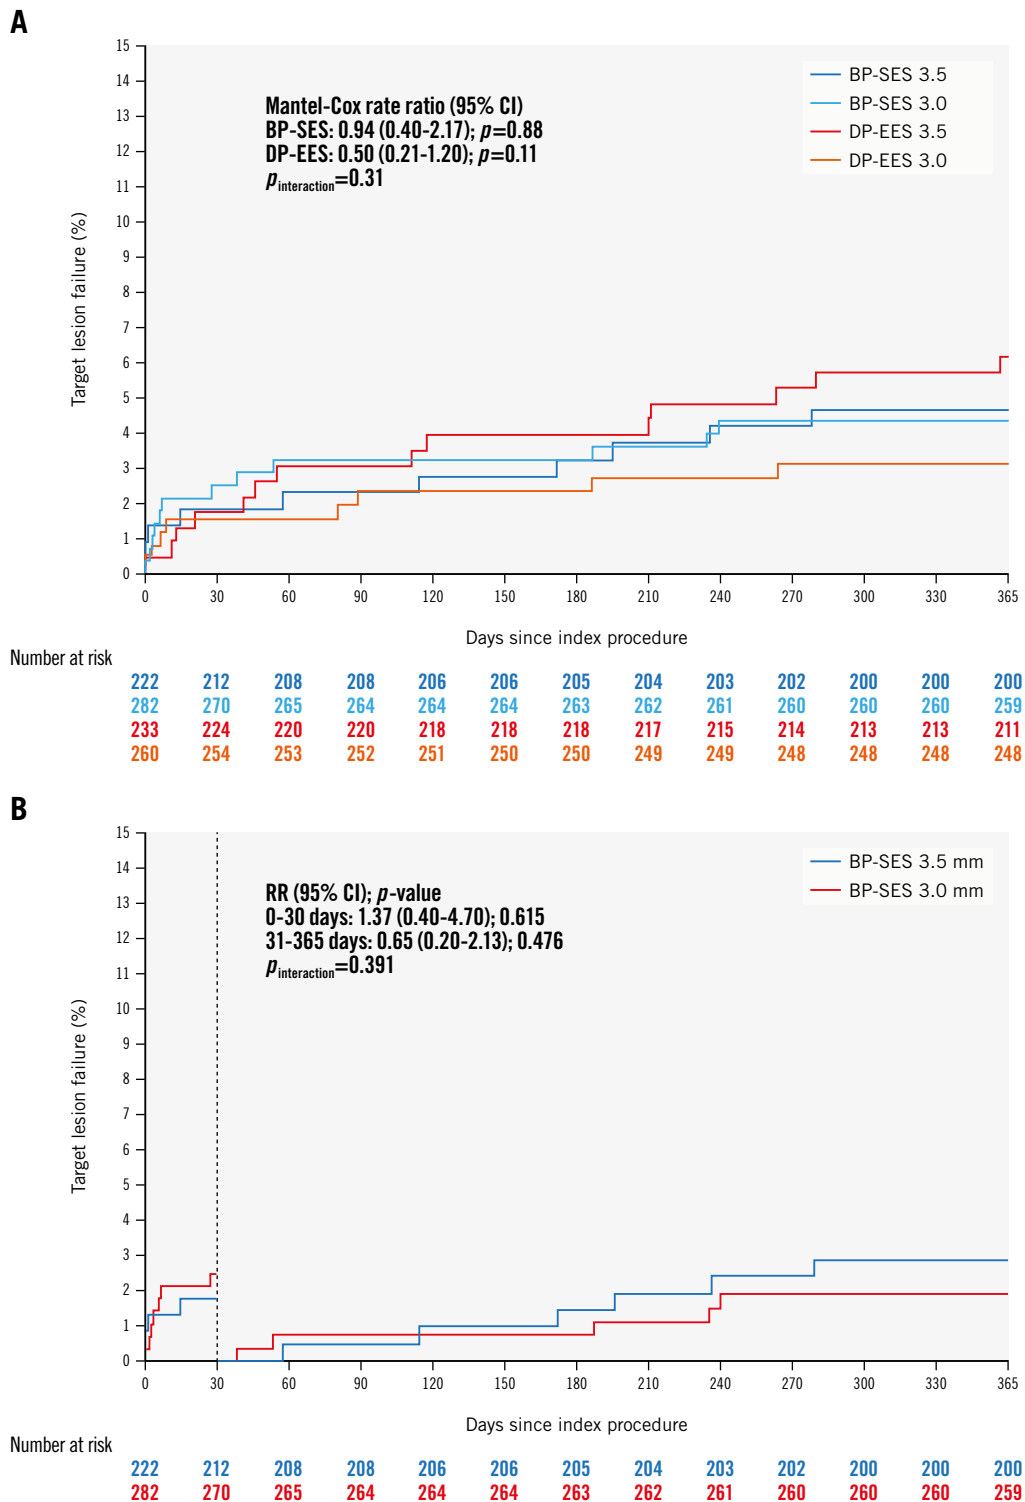 A
15
14
13
12
11
10
9
8
7
6
5
4
3
2
1
0
Target lesion failure (%)
Mantel-Cox rate ratio (95% CI)
BP-SES: 0.94 (0.40-2.17); p=0.88
DP-EES: 0.50 (0.21-1.20); p=0.11
pinteraction=0.31
BP-SES 3.5
BP-SES 3.0
DP-EES 3.5
DP-EES 3.0
0 30 60 90 120 150 180 210 240 270 300 330 365
Days since index procedure
Number at risk
222 212 208 208 206 206 205 204 203 202 200 200 200
282 270 265 264 264 264 263 262 261 260 260 260 259
233 224 220 220 218 218 218 217 215 214 213 213 211
260 254 253 252 251 250 250 249 249 248 248 248 248
B
15
14
13
12
11
10
9
8
7
6
5
4
3
2
1
0
Target lesion failure (%)
RR (95% CI); p-value
0-30 days: 1.37 (0.40-4.70); 0.615
31-365 days: 0.65 (0.20-2.13); 0.476
pinteraction=0.391
BP-SES 3.5 mm
BP-SES 3.0 mm
0 30 60 90 120 150 180 210 240 270 300 330 365
Days since index procedure
Number at risk
222 212 208 208 206 206 205 204 203 202 200 200 200
282 270 265 264 264 264 263 262 261 260 260 260 259